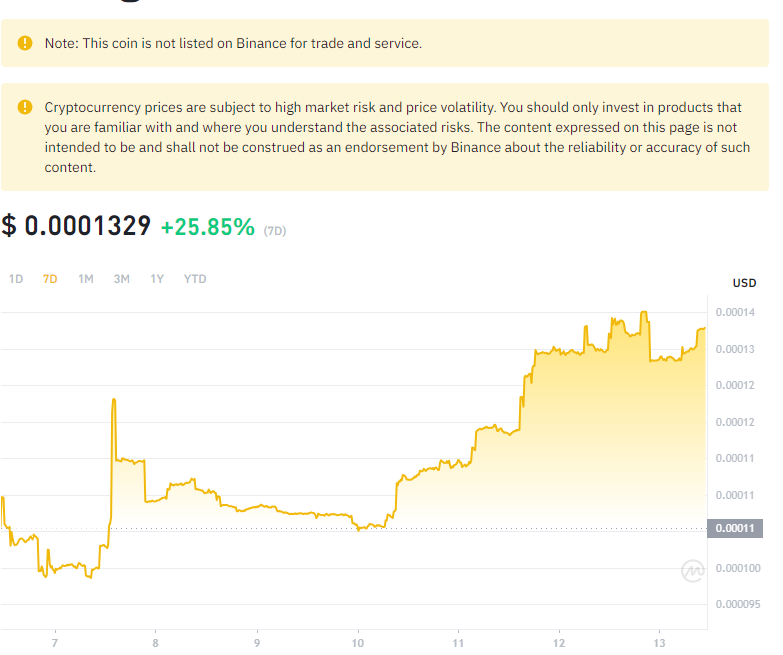 Note: This coin is not listed on Binance for trade and service.
Cryptocurrency prices are subject to high market risk and price volatility. You should only invest in products that
you are familiar with and where you understand the associated risks. The content expressed on this page is not
intended to be and shall not be construed as an endorsement by Binance about the reliability or accuracy of such
content.
$ 0.0001329 +25.85% (7D)
1D 7D 1M 3M 1Y YTD
USD
0.00014
0.00013
0.00012
0.00012
0.00011
0.00011
0.00011
0.000100
0.000095
7 8 9 10 11 12 13